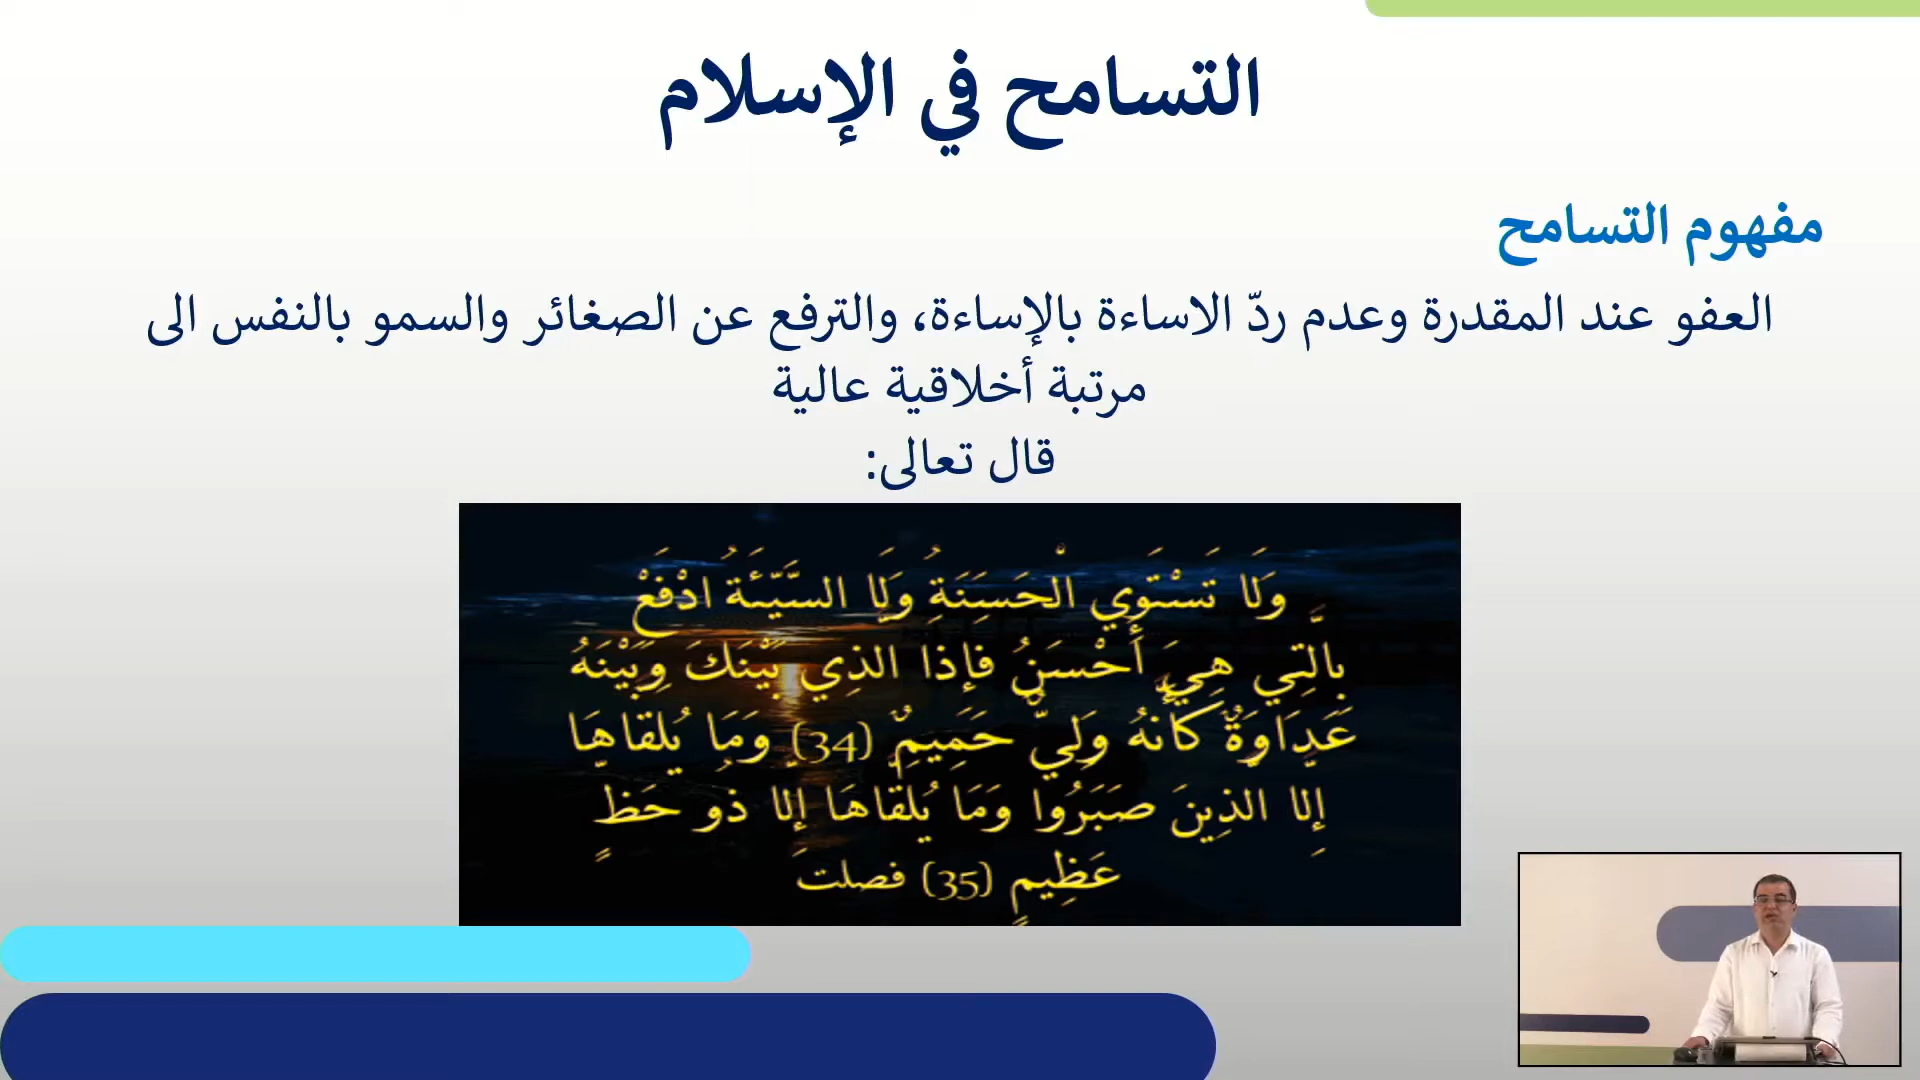 التسامح في الإسلام
مفهوم التسامح
العفو عند المقدرة وعدم ردّ الاساءة بالإساءة، والترفع عن الصغائر والسمو بالنفس الى
مرتبة أخلاقية عالية
قال تعالى:
وَلَا تَسْتَوِي الْحَسَنَةُ وَلَا السَّيِّئَةُ ادْفَعْ
بِالَّتِي هِيَ أَحْسَنُ فَإِذَا الَّذِي بَيْنَكَ وَبَيْنَهُ
عَدَاوَةٌ كَأَنَّهُ وَلِيٌّ حَمِيمٌ (34) وَمَا يُلَقَّاهَا
إِلَّا الَّذِينَ صَبَرُوا وَمَا يُلَقَّاهَا إِلَّا ذُو حَظٍّ
عَظِيمٍ (35) فصلت